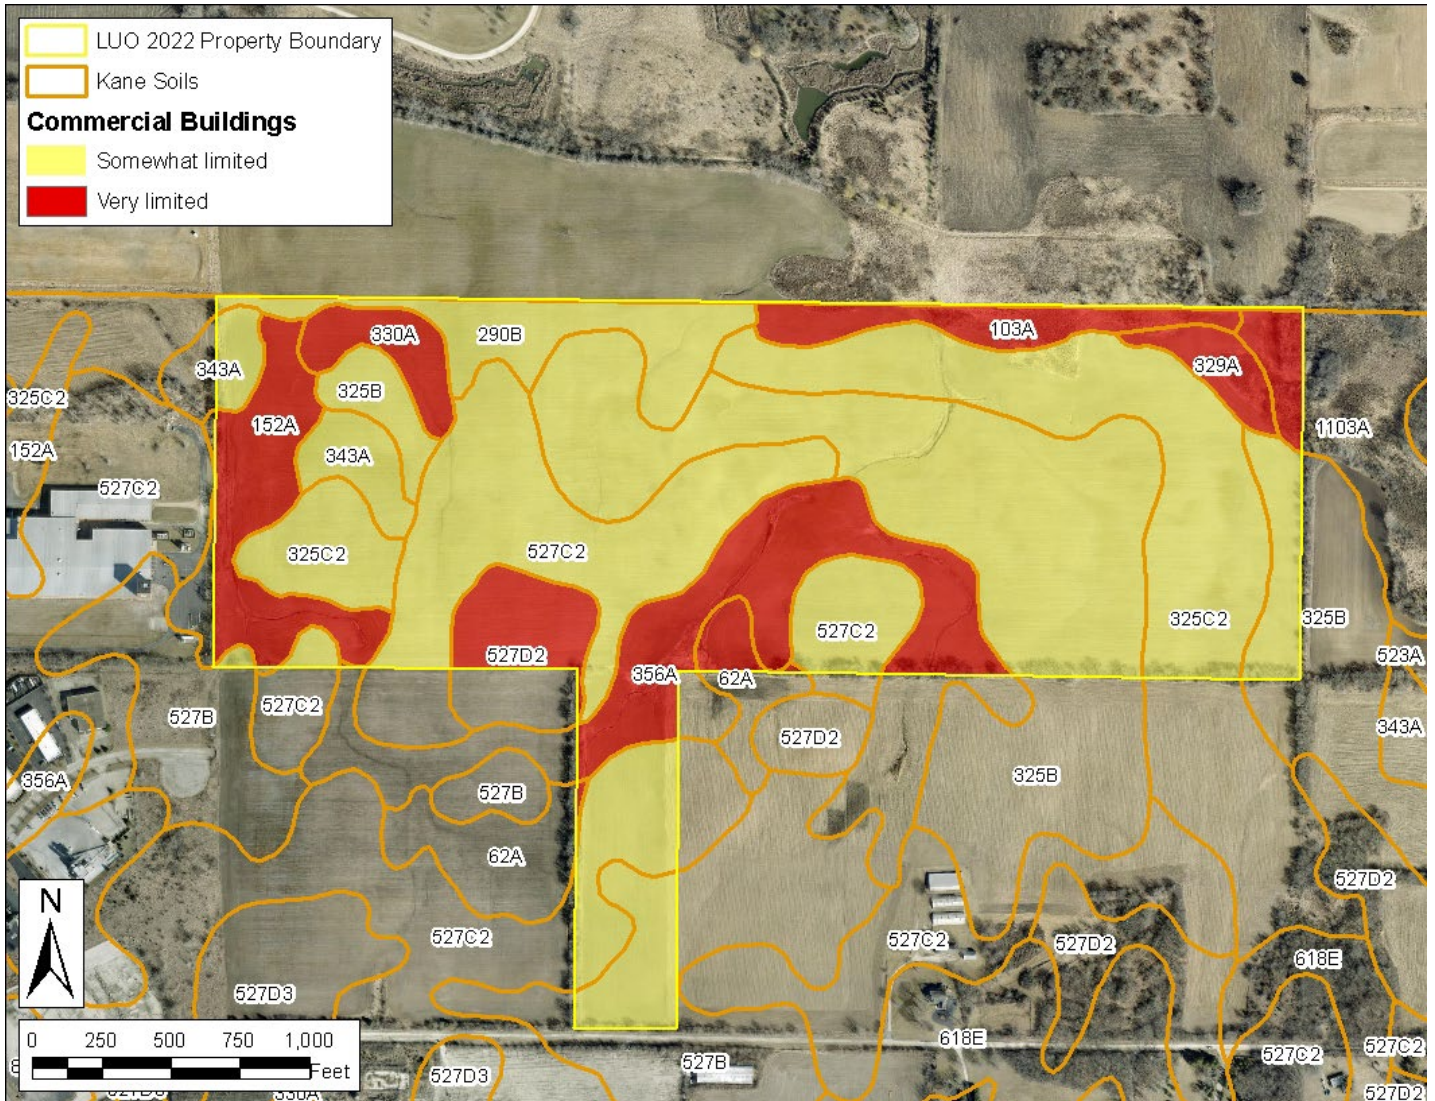 LUO 2022 Property Boundary
Kane Soils
Commercial Buildings
Somewhat limited
Very limited
330A
290B
103A
343A
329A
325B
325C2
152A
1103A
152A
343A
527C2
325C2
527C2
325C2
325B
527C2
527D2
523A
356A
62A
527C2
527B
343A
527D2
325B
356A
527B
62A
527C2
527C2
527D2
527D2
618E
N
527D3
0 250 500 750 1,000
Feet
618E
527C2
527C2
527B
527D3
527D2
330A